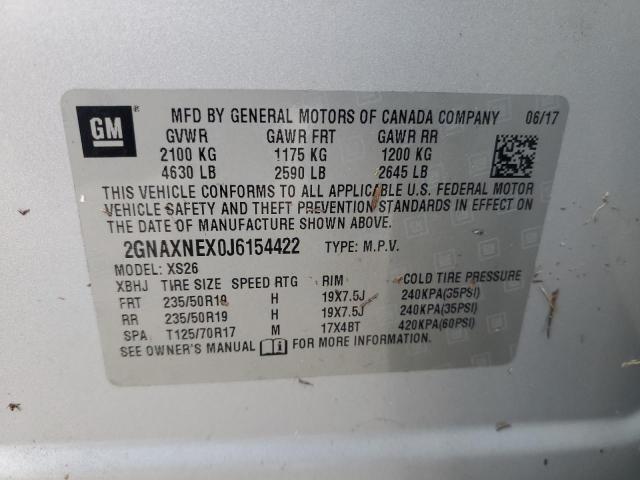 GM ® MFD BY GENERAL MOTORS OF CANADA COMPANY 06/17
GVWR GAWR FRT GAWR RR
2100 KG 1175 KG 1200 KG
4630 LB 2590 LB 2645 LB
THIS VEHICLE CONFORMS TO ALL APPLICABLE U.S. FEDERAL MOTOR
VEHICLE SAFETY AND THEFT PREVENTION STANDARDS IN EFFECT ON
THE DATE OF MANUFACTURE SHOWN ABOVE.
2GNAXNEX0J6154422 TYPE: M.P.V.
MODEL: XS26
XBHJ TIRE SIZE SPEED RTG RIM COLD TIRE PRESSURE
FRT 235/50R19 H 19X7.5J 240KPA(35PSI)
RR 235/50R19 H 19X7.5J 240KPA(35PSI)
SPA T125/70R17 M 17X4BT 420KPA(60PSI)
SEE OWNER'S MANUAL FOR MORE INFORMATION.